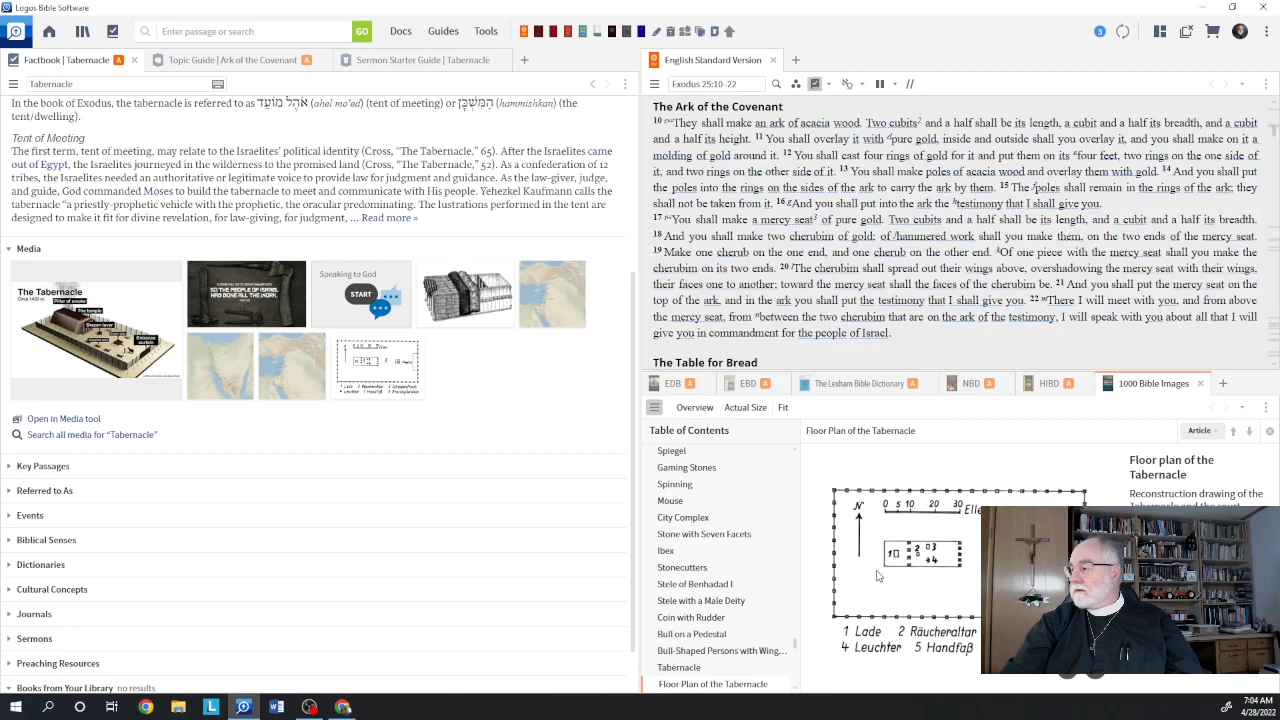 Logos Bible Software
Enter passage or search
GO
Docs
Guides
Tools
3
Factbook | Tabernacle
A
Topic Guide | Ark of the Covenant
A
Sermon Starter Guide | Tabernacle
English Standard Version
A
Tabernacle
Exodus 25:10–22
In the book of Exodus, the tabernacle is referred to as אֹהֶל מוֹעֵד (ohel mo'ed) (tent of meeting) or הַמִּשְׁכָּן (hammishkan) (the
tent/dwelling).
Tent of Meeting
The first term, tent of meeting, may relate to the Israelites' political identity (Cross, “The Tabernacle,” 65). After the Israelites came
out of Egypt, the Israelites journeyed in the wilderness to the promised land (Cross, “The Tabernacle,” 52). As a confederation of 12
tribes, the Israelites needed an authoritative or legitimate voice to provide law for judgment and guidance. As the law-giver, judge,
and guide, God commanded Moses to build the tabernacle to meet and communicate with His people. Yehezkel Kaufmann calls the
tabernacle “a priestly-prophetic vehicle with the prophetic, the oracular predominating. The lustrations performed in the tent are
designed to make it fit for divine revelation, for law-giving, for judgment, ... Read more »
Media
The Tabernacle
Circa 1450 BC
Pillar of smoke
The temple
Brazen laver
Entrance
curtain
SO THE PEOPLE OF ISRAEL
HAD DONE ALL THE WORK.
Speaking to God
START
Open in Media tool
Search all media for “Tabernacle”
Key Passages
Referred to As
Events
Biblical Senses
Dictionaries
Cultural Concepts
Journals
Sermons
Preaching Resources
Books from Your Library no results
The Ark of the Covenant
10 They shall make an ark of acacia wood. Two cubits² and a half shall be its length, a cubit and a half its breadth, and a cubit
and a half its height. 11 You shall overlay it with pure gold, inside and outside shall you overlay it, and you shall make on it a
molding of gold around it. 12 You shall cast four rings of gold for it and put them on its four feet, two rings on the one side of
it, and two rings on the other side of it. 13 You shall make poles of acacia wood and overlay them with gold. 14 And you shall put
the poles into the rings on the sides of the ark to carry the ark by them. 15 The poles shall remain in the rings of the ark; they
shall not be taken from it. 16 And you shall put into the ark the testimony that I shall give you.
17 You shall make a mercy seat³ of pure gold. Two cubits and a half shall be its length, and a cubit and a half its breadth.
18 And you shall make two cherubim of gold; of hammered work shall you make them, on the two ends of the mercy seat.
19 Make one cherub on the one end, and one cherub on the other end. Of one piece with the mercy seat shall you make the
cherubim on its two ends. 20 The cherubim shall spread out their wings above, overshadowing the mercy seat with their wings,
their faces one to another; toward the mercy seat shall the faces of the cherubim be. 21 And you shall put the mercy seat on the
top of the ark, and in the ark you shall put the testimony that I shall give you. 22 There I will meet with you, and from above
the mercy seat, from between the two cherubim that are on the ark of the testimony, I will speak with you about all that I will
give you in commandment for the people of Israel.
The Table for Bread
EDB
A
EBD
A
The Lexham Bible Dictionary
A
NBD
A
HIBD
A
1000 Bible Images
Overview
Actual Size
Fit
Table of Contents
Floor Plan of the Tabernacle
Article
Spiegel
Gaming Stones
Spinning
Mouse
City Complex
Stone with Seven Facets
Ibex
Stonecutters
Stele of Benhadad I
Stele with a Male Deity
Coin with Rudder
Bull on a Pedestal
Bull-Shaped Persons with Wing...
Tabernacle
Floor Plan of the Tabernacle
N
0 5 10 20 30 Elle
1 2 3
4
1 Lade 2 Räucheraltar
4 Leuchter 5 Handfaß
Floor plan of the
Tabernacle
Reconstruction drawing of the
L
7:04 AM
4/28/2022